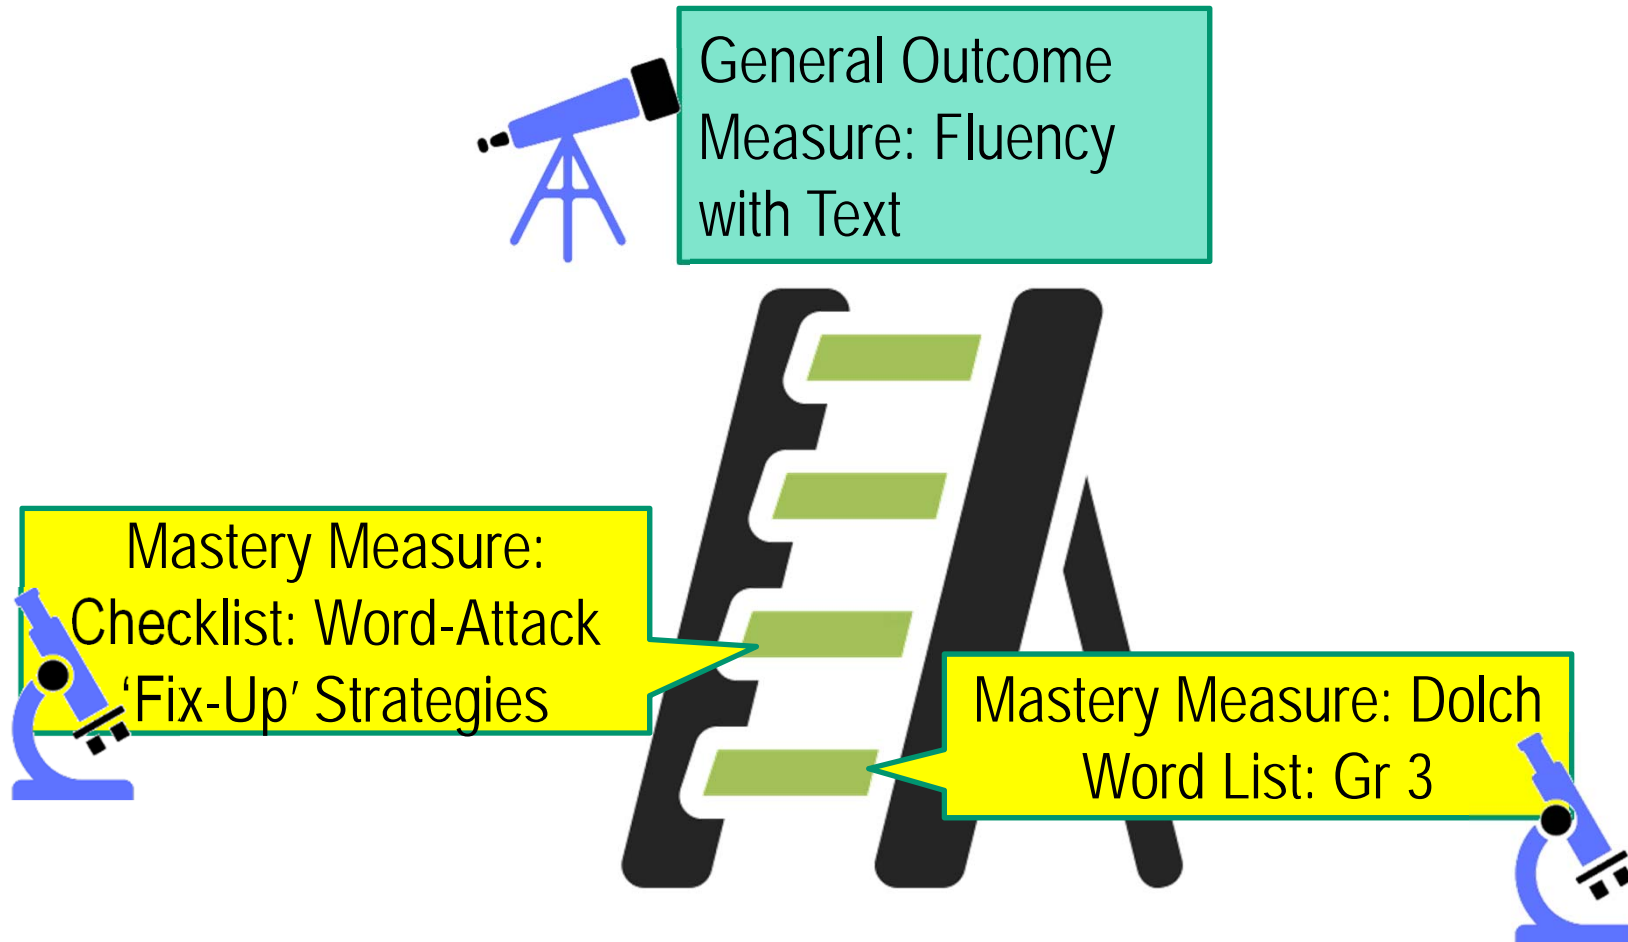 General Outcome
Measure: Fluency
with Text
Mastery Measure:
Checklist: Word-Attack
‘Fix-Up’ Strategies
Mastery Measure: Dolch
Word List: Gr 3